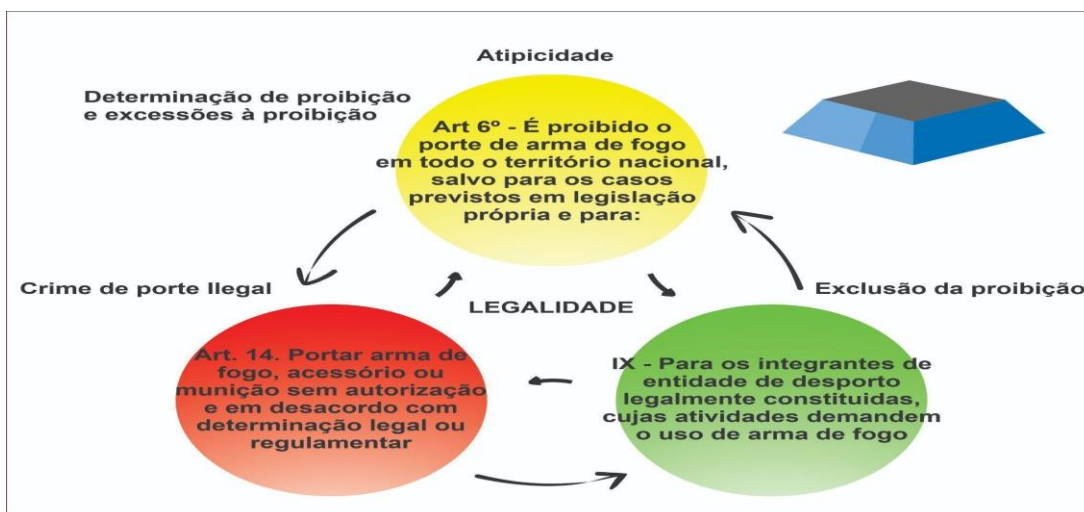 Atipicidade
Determinação de proibição
e excessões à proibição
Art 6º - É proibido o
porte de arma de fogo
em todo o território nacional,
salvo para os casos
previstos em legislação
própria e para:
Crime de porte Ilegal
LEGALIDADE
Exclusão da proibição
Art. 14. Portar arma de
fogo, acessório ou
munição sem autorização
e em desacordo com
determinação legal ou
regulamentar
IX - Para os integrantes de
entidade de desporto
legalmente constituidas,
cujas atividades demandem
o uso de arma de fogo